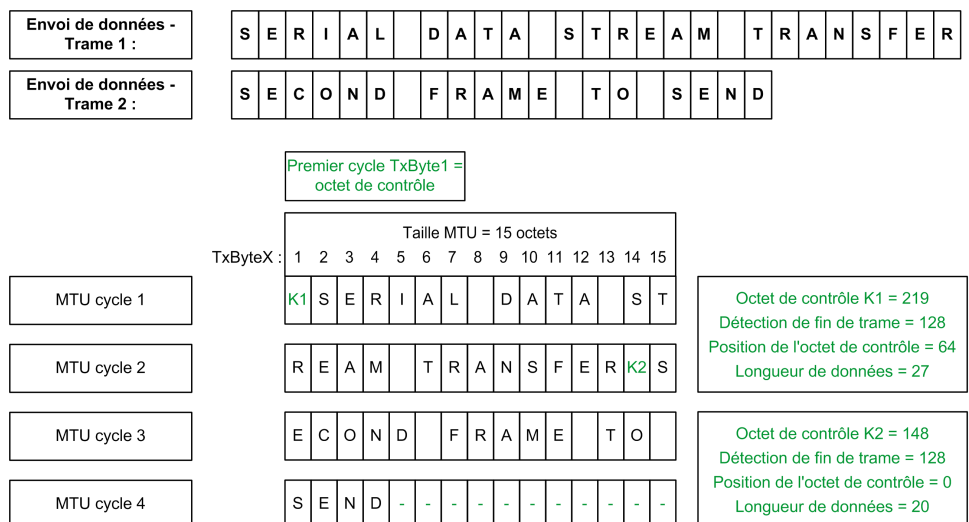 Envoi de données -
Trame 1 :
S E R I A L   D A T A   S T R E A M   T R A N S F E R
Envoi de données -
Trame 2 :
S E C O N D   F R A M E   T O   S E N D
Premier cycle TxByte1 =
octet de contrôle
Taille MTU = 15 octets
TxByteX : 1 2 3 4 5 6 7 8 9 10 11 12 13 14 15
MTU cycle 1
K1 S E R I A L   D A T A   S T
Octet de contrôle K1 = 219
Détection de fin de trame = 128
Position de l'octet de contrôle = 64
Longueur de données = 27
MTU cycle 2
R E A M   T R A N S F E R K2 S
MTU cycle 3
E C O N D   F R A M E   T O
Octet de contrôle K2 = 148
Détection de fin de trame = 128
Position de l'octet de contrôle = 0
Longueur de données = 20
MTU cycle 4
S E N D - - - - - - - - - - -